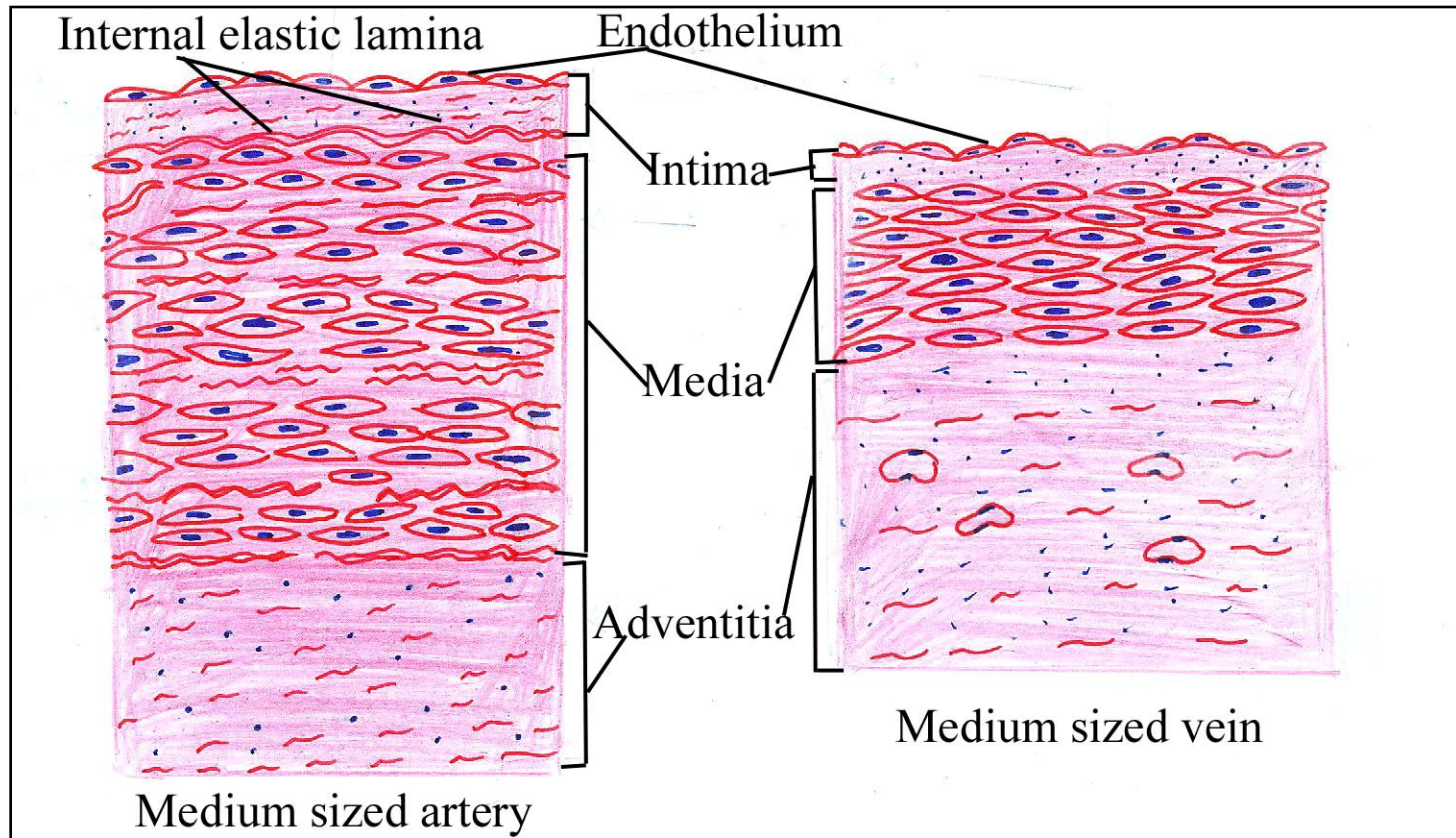 Internal elastic lamina
Endothelium
Intima
Media
Adventitia
Medium sized vein
Medium sized artery